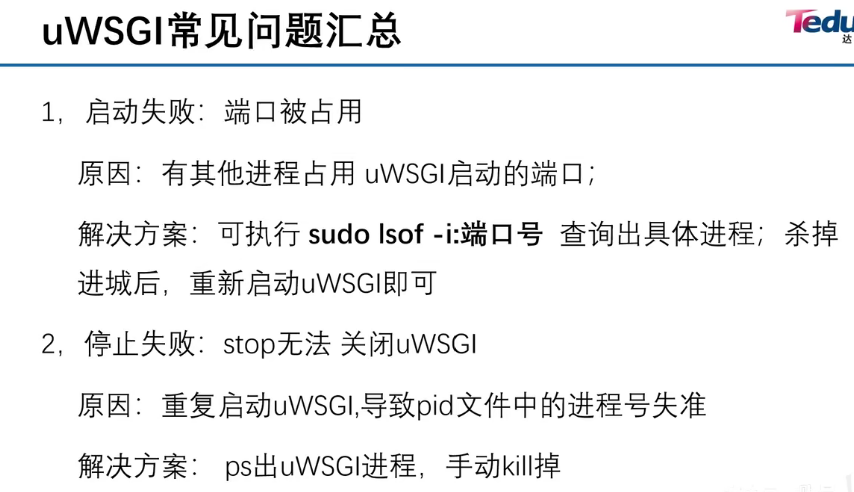 uWSGI常见问题汇总
Tedu
达
1，启动失败：端口被占用
原因：有其他进程占用 uWSGI启动的端口；
解决方案：可执行 sudo lsof -i:端口号 查询出具体进程；杀掉
进城后，重新启动uWSGI即可
2，停止失败：stop无法 关闭uWSGI
原因：重复启动uWSGI,导致pid文件中的进程号失准
解决方案： ps出uWSGI进程，手动kill掉